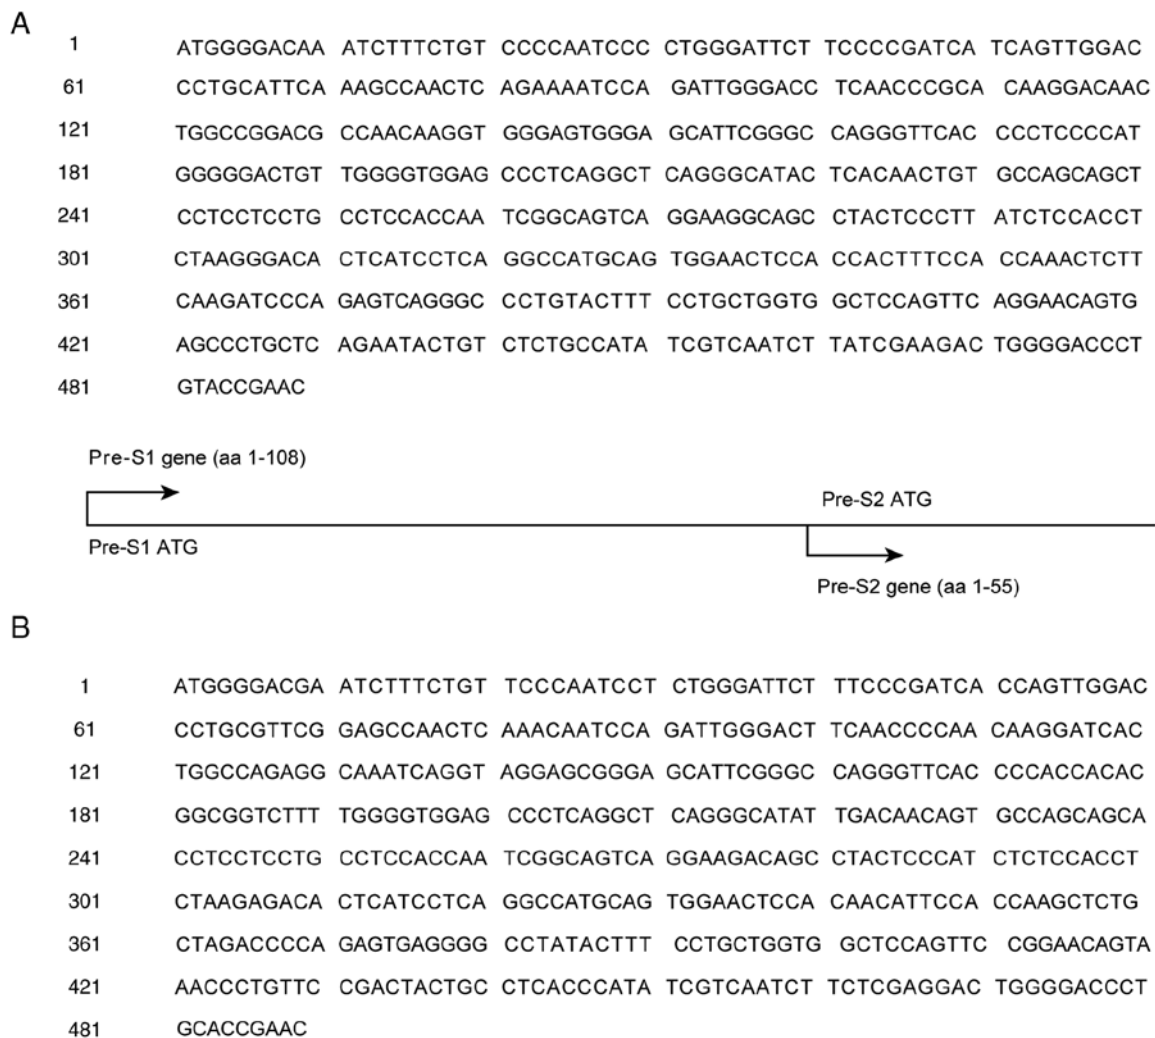 A
1 ATGGGGACAA ATCTTTCTGT CCCCAATCCC CTGGGATTCT TCCCCGATCA TCAGTTGGAC
61 CCTGCATTCA AAGCCAACTC AGAAAATCCA GATTGGGACC TCAACCCGCA CAAGGACAAC
121 TGGCCGGACG CCAACAAGGT GGGAGTGGGA GCATTCGGGC CAGGGTTCAC CCCTCCCCAT
181 GGGGGACTGT TGGGGTGGAG CCCTCAGGCT CAGGGCATAC TCACAACTGT GCCAGCAGCT
241 CCTCCTCCTG CCTCCACCAA TCGGCAGTCA GGAAGGCAGC CTACTCCCTT ATCTCCACCT
301 CTAAGGGACA CTCATCCTCA GGCCATGCAG TGGAACTCCA CCACTTTCCA CCAAACTCTT
361 CAAGATCCCA GAGTCAGGGC CCTGTACTTT CCTGCTGGTG GCTCCAGTTC AGGAACAGTG
421 AGCCCTGCTC AGAATACTGT CTCTGCCATA TCGTCAATCT TATCGAAGAC TGGGGACCCT
481 GTACCGAAC
Pre-S1 gene (aa 1-108)
Pre-S2 ATG
Pre-S1 ATG
Pre-S2 gene (aa 1-55)
B
1 ATGGGGACGA ATCTTTCTGT TCCCAATCCT CTGGGATTCT TTCCCGATCA CCAGTTGGAC
61 CCTGCGTTCG GAGCCAACTC AAACAATCCA GATTGGGACT TCAACCCCAA CAAGGATCAC
121 TGGCCAGAGG CAAATCAGGT AGGAGCGGGA GCATTCGGGC CAGGGTTCAC CCCACCACAC
181 GGCGGTCTTT TGGGGTGGAG CCCTCAGGCT CAGGGCATAT TGACAACAGT GCCAGCAGCA
241 CCTCCTCCTG CCTCCACCAA TCGGCAGTCA GGAAGACAGC CTACTCCCAT CTCTCCACCT
301 CTAAGAGACA CTCATCCTCA GGCCATGCAG TGGAACTCCA CAACATTCCA CCAAGCTCTG
361 CTAGACCCCA GAGTGAGGGG CCTATACTTT CCTGCTGGTG GCTCCAGTTC CGGAACAGTA
421 AACCCTGTTC CGACTACTGC CTCACCCATA TCGTCAATCT TCTCGAGGAC TGGGGACCCT
481 GCACCGAAC